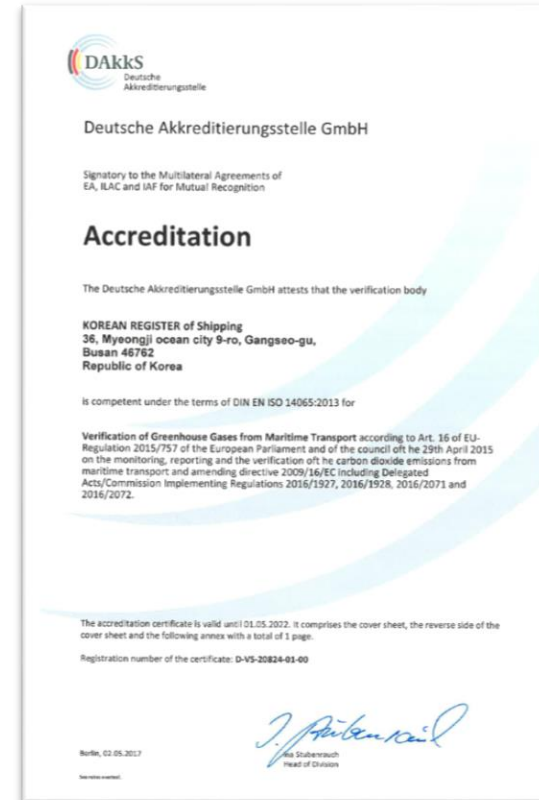 DAkkS
Deutsche
Akkreditierungsstelle
Deutsche Akkreditierungsstelle GmbH
Signatory to the Multilateral Agreements of
EA, ILAC and IAF for Mutual Recognition
Accreditation
The Deutsche Akkreditierungsstelle GmbH attests that the verification body
KOREAN REGISTER of Shipping
36, Myeongji ocean city 9-ro, Gangseo-gu,
Busan 46762
Republic of Korea
is competent under the terms of DIN EN ISO 14065:2013 for
Verification of Greenhouse Gases from Maritime Transport according to Art. 16 of EU-
Regulation 2015/757 of the European Parliament and of the council oft he 29th April 2015
on the monitoring, reporting and the verification oft he carbon dioxide emissions from
maritime transport and amending directive 2009/16/EC including Delegated
Acts/Commission Implementing Regulations 2016/1927, 2016/1928, 2016/2071 and
2016/2072.
The accreditation certificate is valid until 01.05.2022. It comprises the cover sheet, the reverse side of the
cover sheet and the following annex with a total of 1 page.
Registration number of the certificate: D-VS-20824-01-00
Berlin, 02.05.2017
Stubenrauch
Head of Division